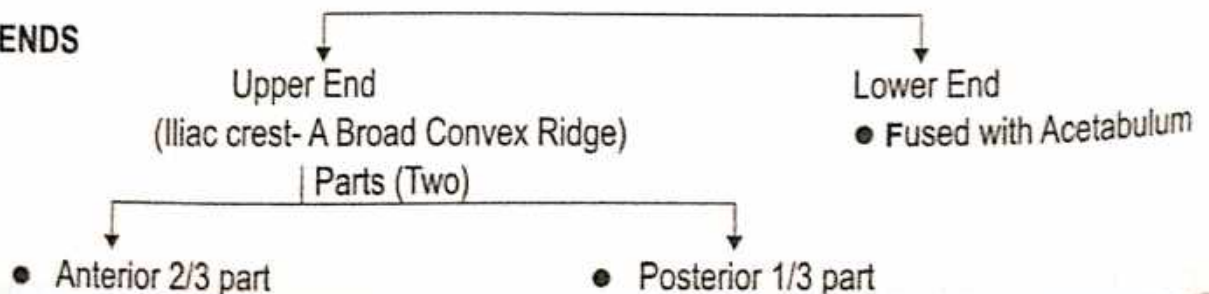 ENDS
Upper End Lower End
(Iliac crest- A Broad Convex Ridge) ● Fused with Acetabulum
Parts (Two)
● Anterior 2/3 part ● Posterior 1/3 part